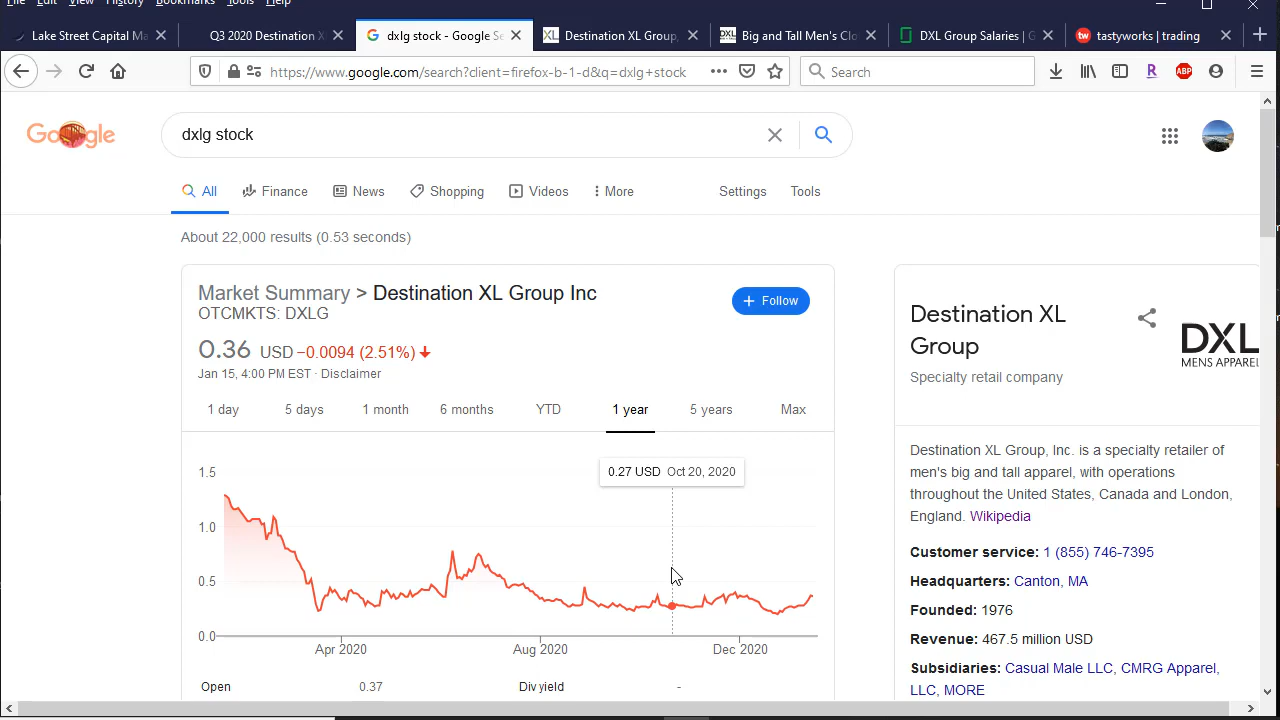 File Edit View History Bookmarks Tools Help
Lake Street Capital Ma
Q3 2020 Destination X
dxlg stock - Google Se
Destination XL Group,
Big and Tall Men's Clo
DXL Group Salaries | G
tastyworks | trading
https://www.google.com/search?client=firefox-b-1-d&q=dxlg+stock
Search
Google
dxlg stock
All Finance News Shopping Videos More Settings Tools
About 22,000 results (0.53 seconds)
Market Summary > Destination XL Group Inc
OTCMKTS: DXLG
+ Follow
0.36 USD −0.0094 (2.51%)
Jan 15, 4:00 PM EST · Disclaimer
1 day 5 days 1 month 6 months YTD 1 year 5 years Max
0.27 USD Oct 20, 2020
1.5
1.0
0.5
0.0
Apr 2020 Aug 2020 Dec 2020
Open 0.37 Div yield -
Destination XL
Group
DXL
MENS APPAREL
Specialty retail company
Destination XL Group, Inc. is a specialty retailer of
men's big and tall apparel, with operations
throughout the United States, Canada and London,
England. Wikipedia
Customer service: 1 (855) 746-7395
Headquarters: Canton, MA
Founded: 1976
Revenue: 467.5 million USD
Subsidiaries: Casual Male LLC, CMRG Apparel,
LLC, MORE